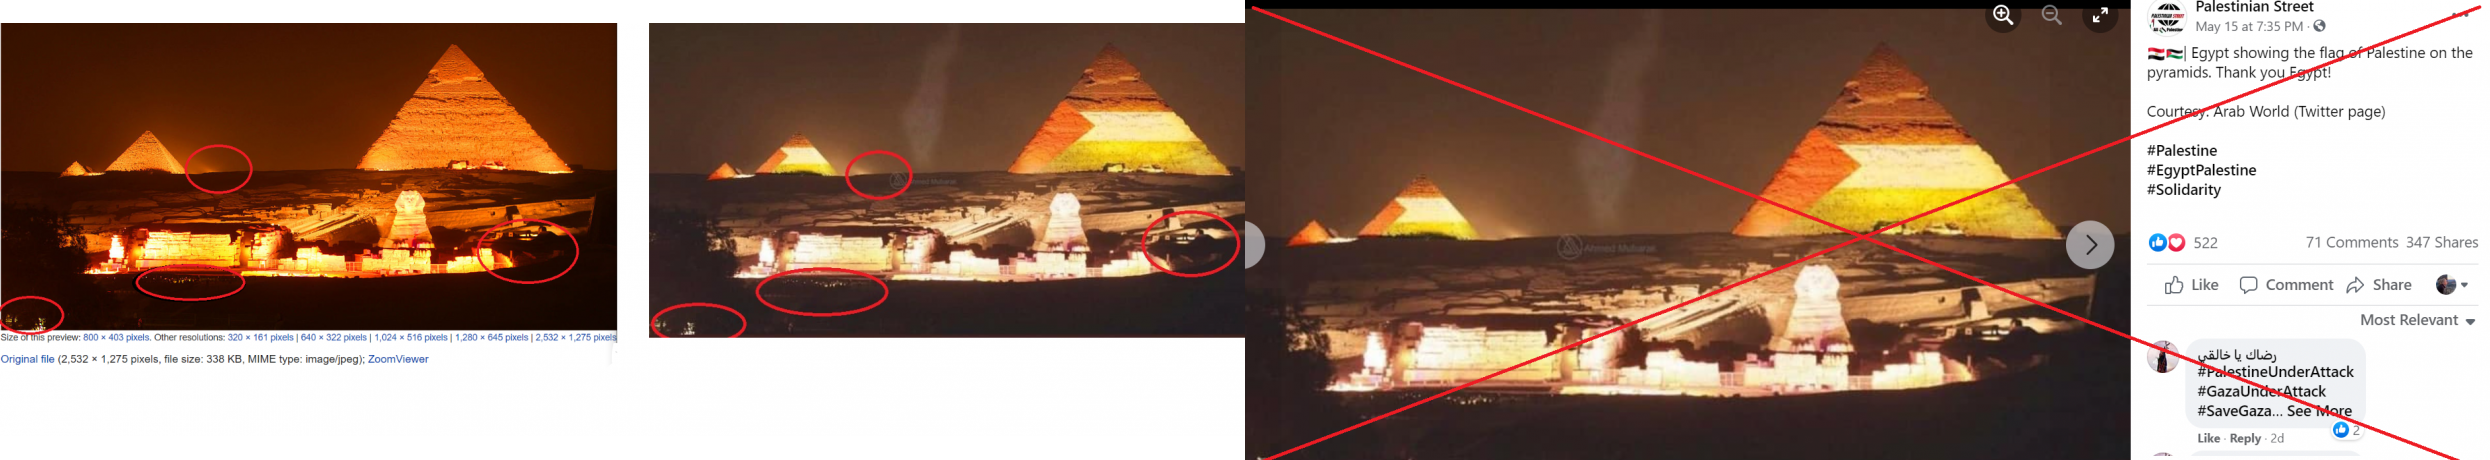 Size of this preview: 800 × 403 pixels. Other resolutions: 320 × 161 pixels | 640 × 322 pixels | 1,024 × 516 pixels | 1,280 × 645 pixels | 2,532 × 1,275 pixels
Original file (2,532 × 1,275 pixels, file size: 338 KB, MIME type: image/jpeg); ZoomViewer
Ahmed Mubarak
Ahmed Mubarak
Palestinian Street
May 15 at 7:35 PM
| Egypt showing the flag of Palestine on the
pyramids. Thank you Egypt!
Courtesy: Arab World (Twitter page)
#Palestine
#EgyptPalestine
#Solidarity
522
71 Comments 347 Shares
Like Comment Share
Most Relevant
رضاك يا خالقي
#PalestineUnderAttack
#GazaUnderAttack
#SaveGaza... See More
2
Like · Reply · 2d